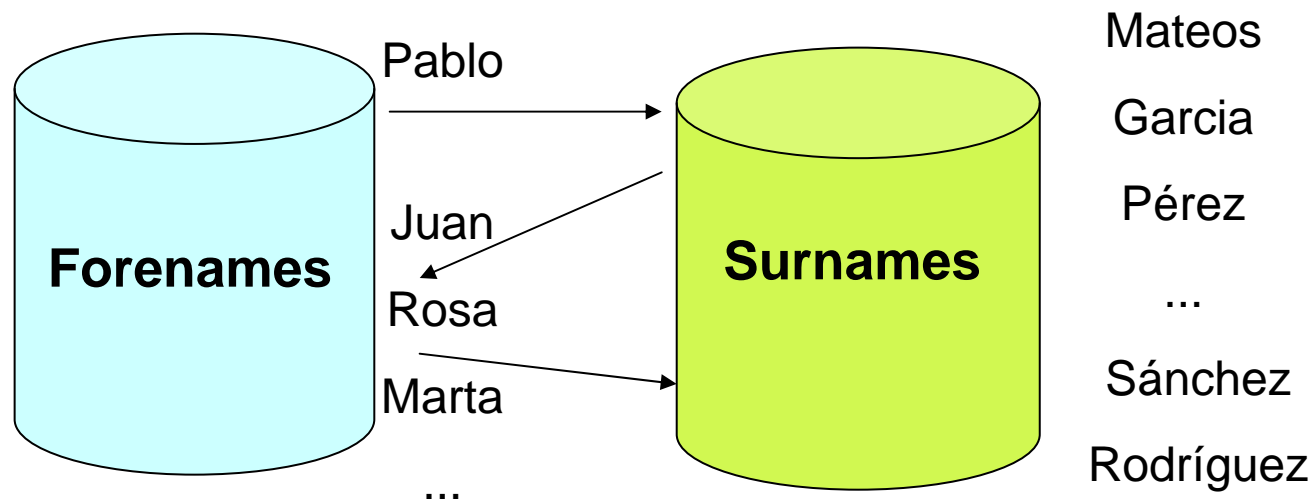 Forenames
Pablo
Juan
Rosa
Marta
...
Surnames
Mateos
Garcia
Pérez
...
Sánchez
Rodríguez